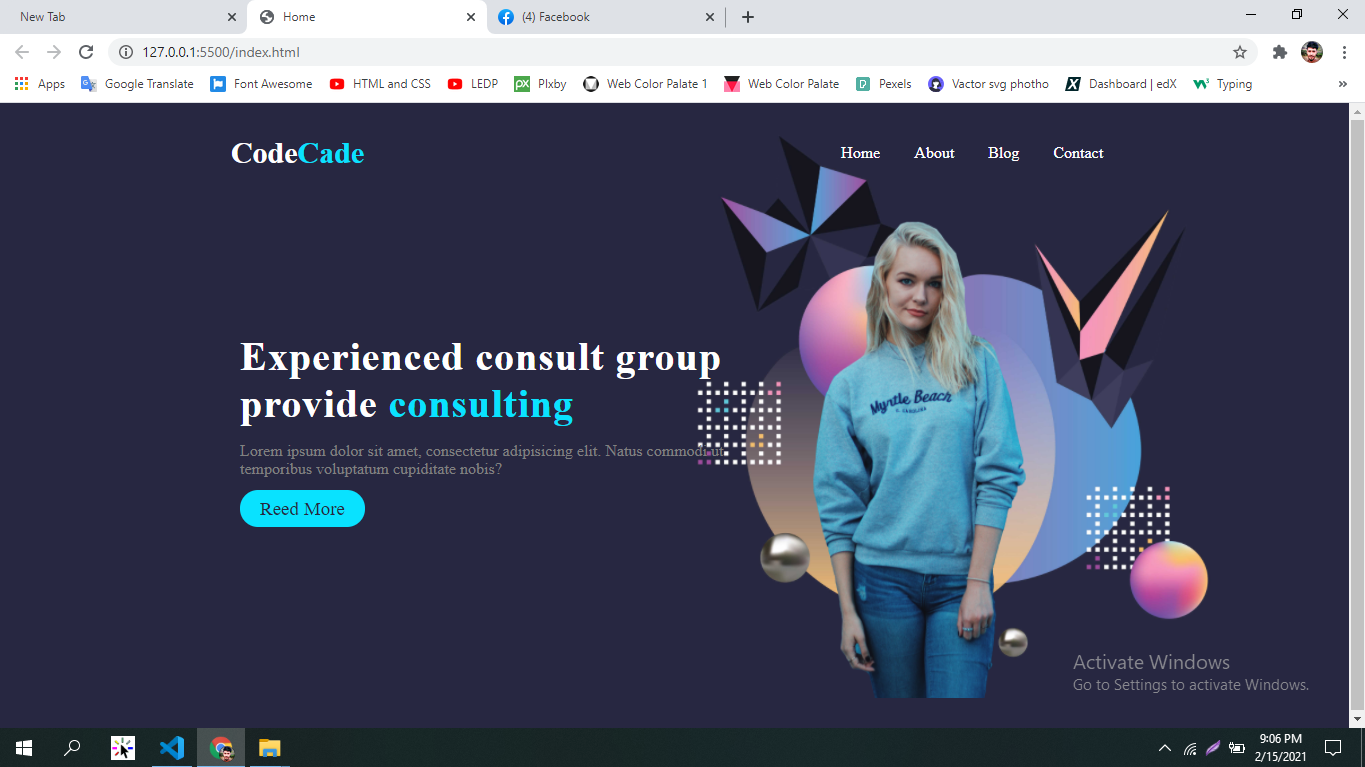 New Tab
Home
(4) Facebook
127.0.0.1:5500/index.html
Apps
Google Translate
Font Awesome
HTML and CSS
LEDP
PIxby
Web Color Palate 1
Web Color Palate
Pexels
Vactor svg photho
Dashboard | edX
Typing
CodeCade
Home
About
Blog
Contact
Experienced consult group
provide consulting
Lorem ipsum dolor sit amet, consectetur adipisicing elit. Natus commodi ut
temporibus voluptatum cupiditate nobis?
Reed More
Myrtle Beach
Activate Windows
Go to Settings to activate Windows.
9:06 PM
2/15/2021